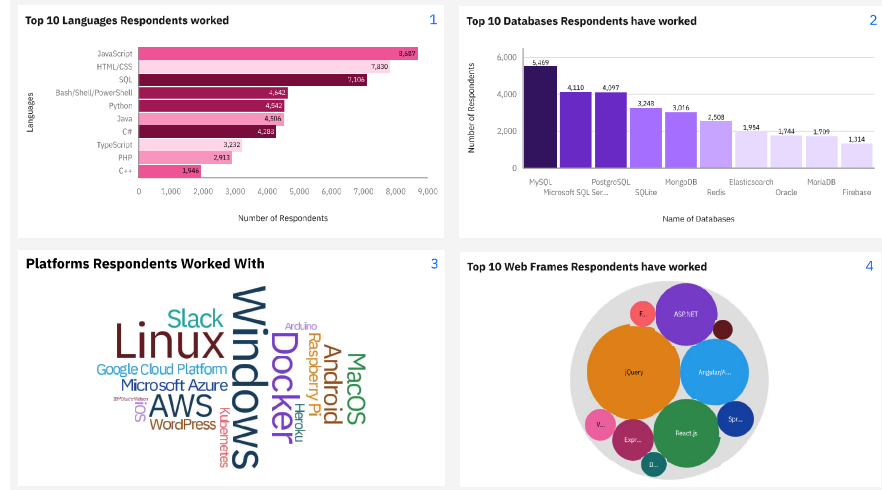 Top 10 Languages Respondents worked
1
Languages
JavaScript
8,687
HTML/CSS
7,830
SQL
7,106
Bash/Shell/PowerShell
4,642
Python
4,542
Java
4,506
C#
4,288
TypeScript
3,232
PHP
2,913
C++
1,946
0 1,000 2,000 3,000 4,000 5,000 6,000 7,000 8,000 9,000
Number of Respondents
Top 10 Databases Respondents have worked
2
Number of Respondents
6,000
4,000
2,000
0
5,469
4,110
4,097
3,248
3,016
2,508
1,954
1,744
1,709
1,314
MySQL PostgreSQL MongoDB Elasticsearch MariaDB
Microsoft SQL Ser... SQLite Redis Oracle Firebase
Name of Databases
Platforms Respondents Worked With
3
Windows
Linux
Slack
Docker
Arduino
Raspberry Pi
Android
MacOS
Google Cloud Platform
Microsoft Azure
iOS
AWS
WordPress
Kubernetes
Heroku
Top 10 Web Frames Respondents have worked
4
F...
ASP.NET
jQuery
Angular/A...
V...
Expr...
React.js
Spr...
D...